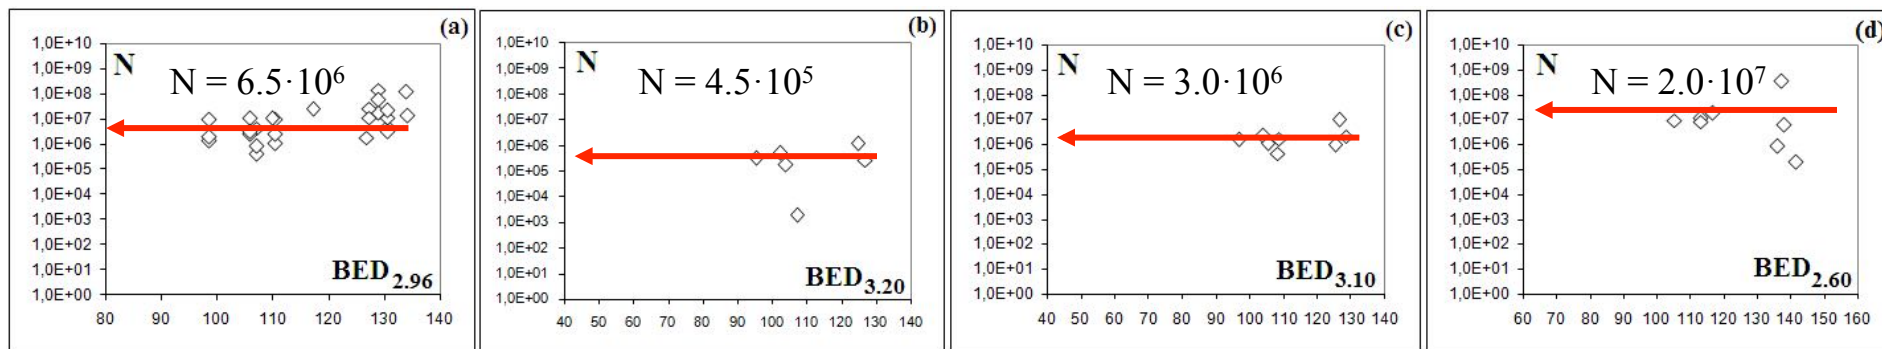 (a)
N
N = 6.5·10⁶
1,0E+10
1,0E+09
1,0E+08
1,0E+07
1,0E+06
1,0E+05
1,0E+04
1,0E+03
1,0E+02
1,0E+01
1,0E+00
BED₂.₉₆
80 90 100 110 120 130 140
(b)
N
N = 4.5·10⁵
1,0E+10
1,0E+09
1,0E+08
1,0E+07
1,0E+06
1,0E+05
1,0E+04
1,0E+03
1,0E+02
1,0E+01
1,0E+00
BED₃.₂₀
40 50 60 70 80 90 100 110 120 130 140
(c)
N
N = 3.0·10⁶
1,0E+10
1,0E+09
1,0E+08
1,0E+07
1,0E+06
1,0E+05
1,0E+04
1,0E+03
1,0E+02
1,0E+01
1,0E+00
BED₃.₁₀
40 50 60 70 80 90 100 110 120 130 140
(d)
N
N = 2.0·10⁷
1,0E+10
1,0E+09
1,0E+08
1,0E+07
1,0E+06
1,0E+05
1,0E+04
1,0E+03
1,0E+02
1,0E+01
1,0E+00
BED₂.₆₀
60 70 80 90 100 110 120 130 140 150 160